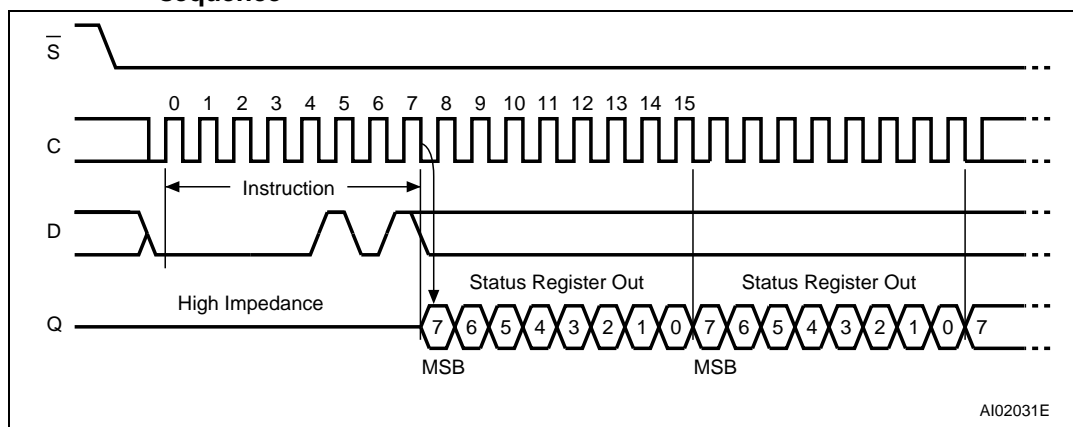 S
0 1 2 3 4 5 6 7 8 9 10 11 12 13 14 15
C
Instruction
D
Status Register Out Status Register Out
High Impedance
Q 7 6 5 4 3 2 1 0 7 6 5 4 3 2 1 0 7
MSB MSB
AI02031E